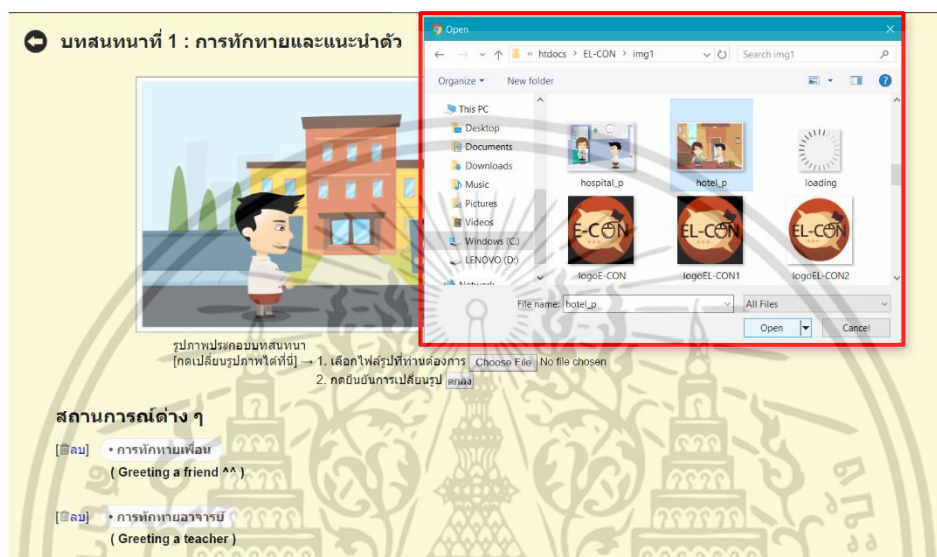 บทสนทนาที่ 1 : การทักทายและแนะนำตัว
Open
« htdocs > EL-CON > img1
Search img1
Organize
New folder
This PC
Desktop
Documents
Downloads
Music
Pictures
Videos
Windows (C:)
LENOVO (D:)
Network
hospital_p
hotel_p
loading
E-CON
EL-CON
EL-CON
logoE-CON
logoEL-CON1
logoEL-CON2
File name: hotel_p
All Files
Open
Cancel
รูปภาพประกอบบทสนทนา
[กดเปลี่ยนรูปภาพได้ที่นี่] → 1. เลือกไฟล์รูปที่ท่านต้องการ Choose File No file chosen
2. กดยืนยันการเปลี่ยนรูป ตกลง
สถานการณ์ต่าง ๆ
[ลบ] • การทักทายเพื่อน
( Greeting a friend ^^ )
[ลบ] • การทักทายอาจารย์
( Greeting a teacher )